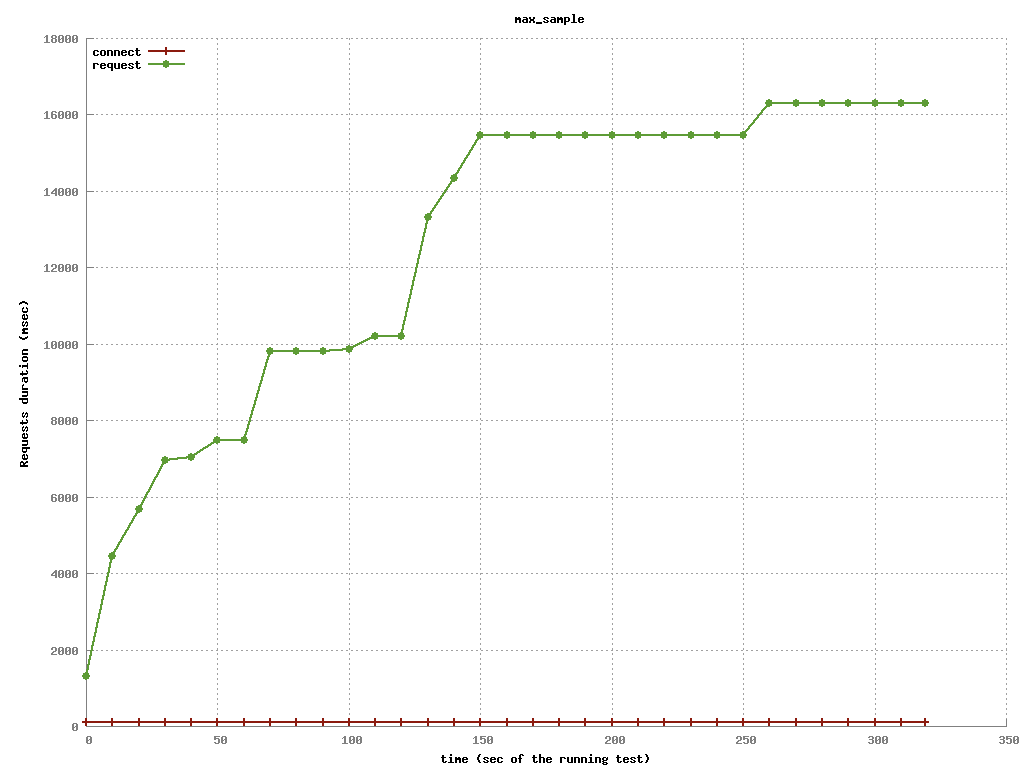 max_sample
connect
request
18000
16000
14000
12000
10000
8000
6000
4000
2000
0
Requests duration (msec)
0 50 100 150 200 250 300 350
time (sec of the running test)